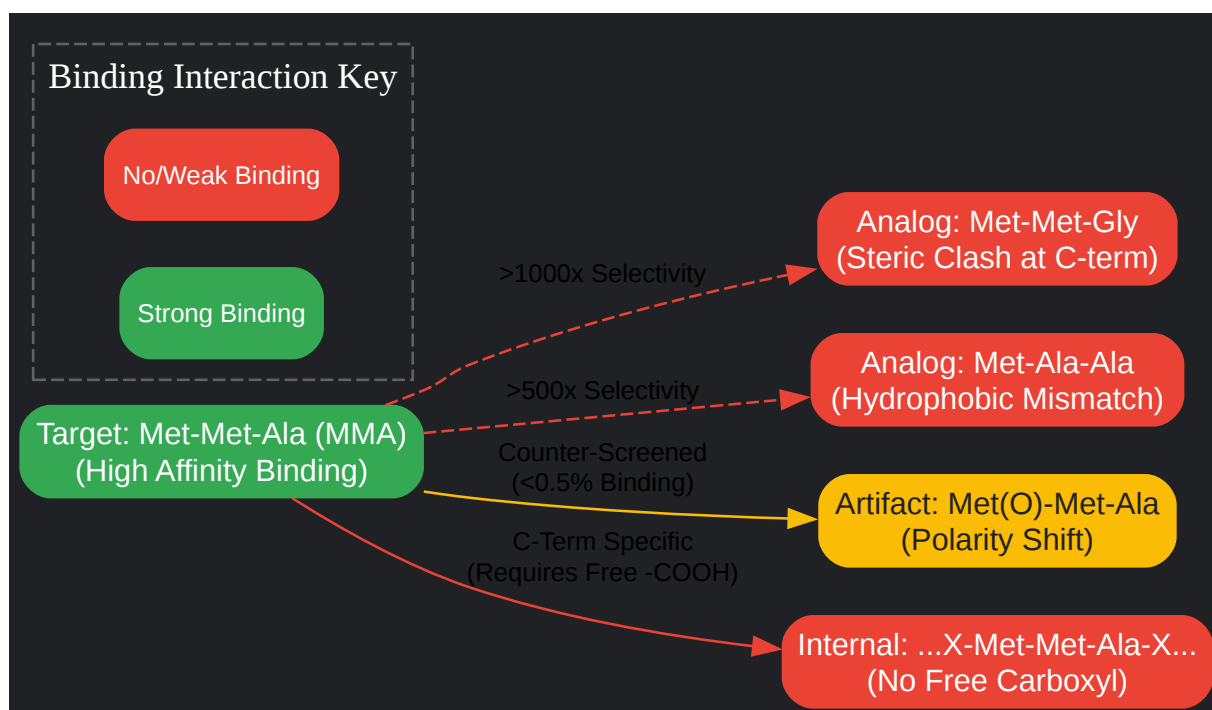 Binding Interaction Key
No/Weak Binding
Strong Binding
Target: Met-Met-Ala (MMA)
(High Affinity Binding)
>1000x Selectivity
>500x Selectivity
Counter-Screened
(<0.5% Binding)
C-Term Specific
(Requires Free -COOH)
Analog: Met-Met-Gly
(Steric Clash at C-term)
Analog: Met-Ala-Ala
(Hydrophobic Mismatch)
Artifact: Met(O)-Met-Ala
(Polarity Shift)
Internal: ...X-Met-Met-Ala-X...
(No Free Carboxyl)